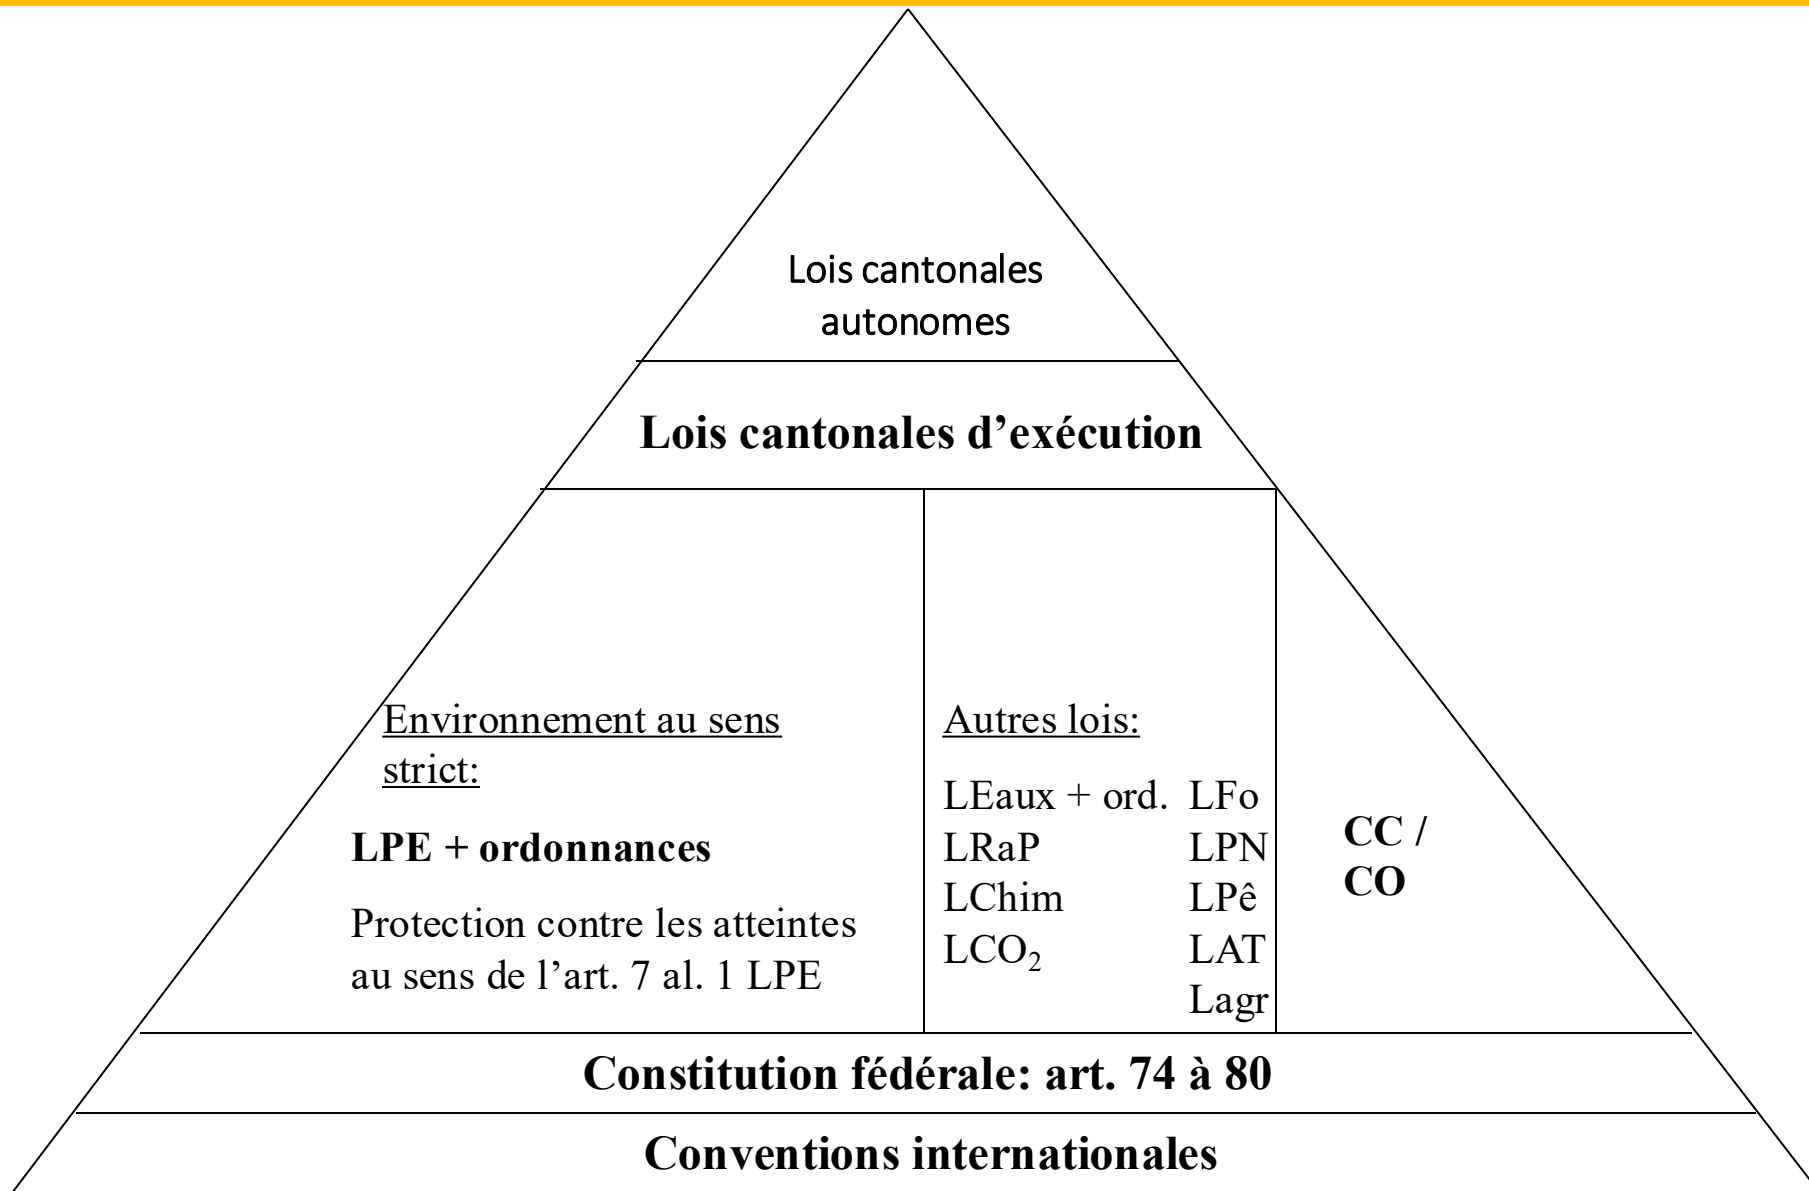 Lois cantonales
autonomes
Lois cantonales d’exécution
Environnement au sens
strict:
LPE + ordonnances
Protection contre les atteintes
au sens de l’art. 7 al. 1 LPE
Autres lois:
LEaux + ord. LFo
LRaP LPN
LChim LPê
LCO₂ LAT
Lagr
CC /
CO
Constitution fédérale: art. 74 à 80
Conventions internationales